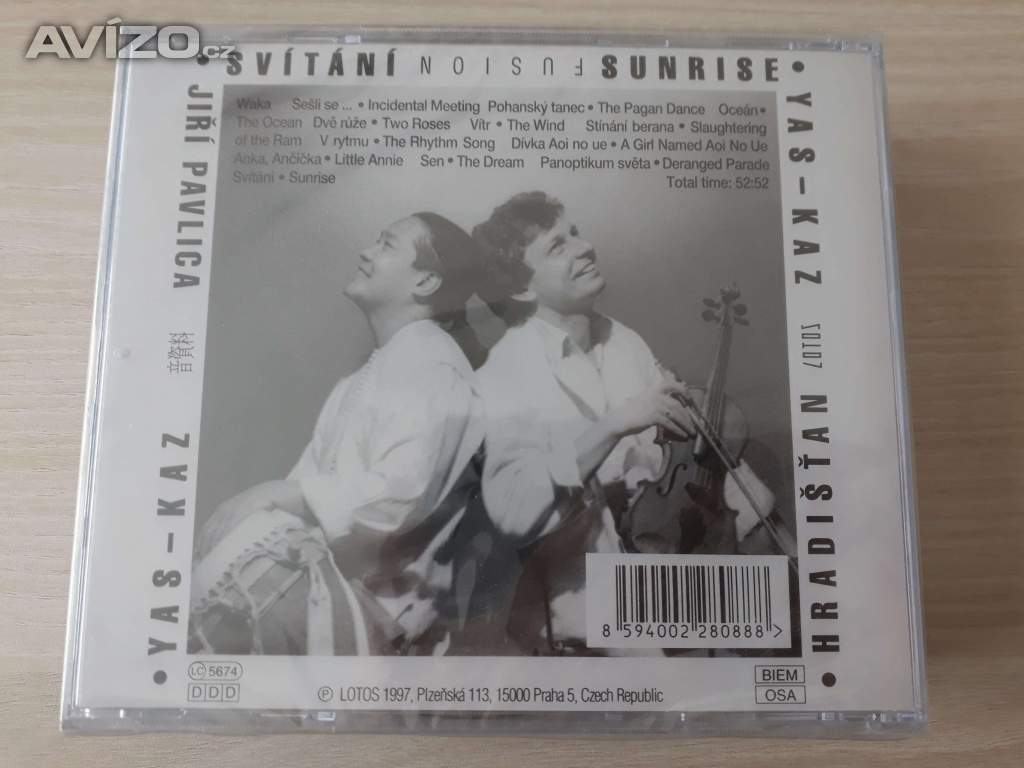 AVÍZO.cz
• SVÍTÁNÍ FUSION SUNRISE •
Waka Sešli se ... • Incidental Meeting Pohanský tanec • The Pagan Dance Oceán •
The Ocean Dvě růže • Two Roses Vítr • The Wind Stínání berana • Slaughtering
of the Ram V rytmu • The Rhythm Song Dívka Aoi no ue • A Girl Named Aoi No Ue
Anka, Ančička • Little Annie Sen • The Dream Panoptikum světa • Deranged Parade
Svítání • Sunrise Total time: 52:52
JIŘÍ PAVLICA
音資料
• YAS–KAZ
YAS–KAZ
HRADIŠŤAN •
8 594002 280888 >
LC 5674
DDD
℗ LOTOS 1997, Plzeňská 113, 15000 Praha 5, Czech Republic
BIEM
OSA